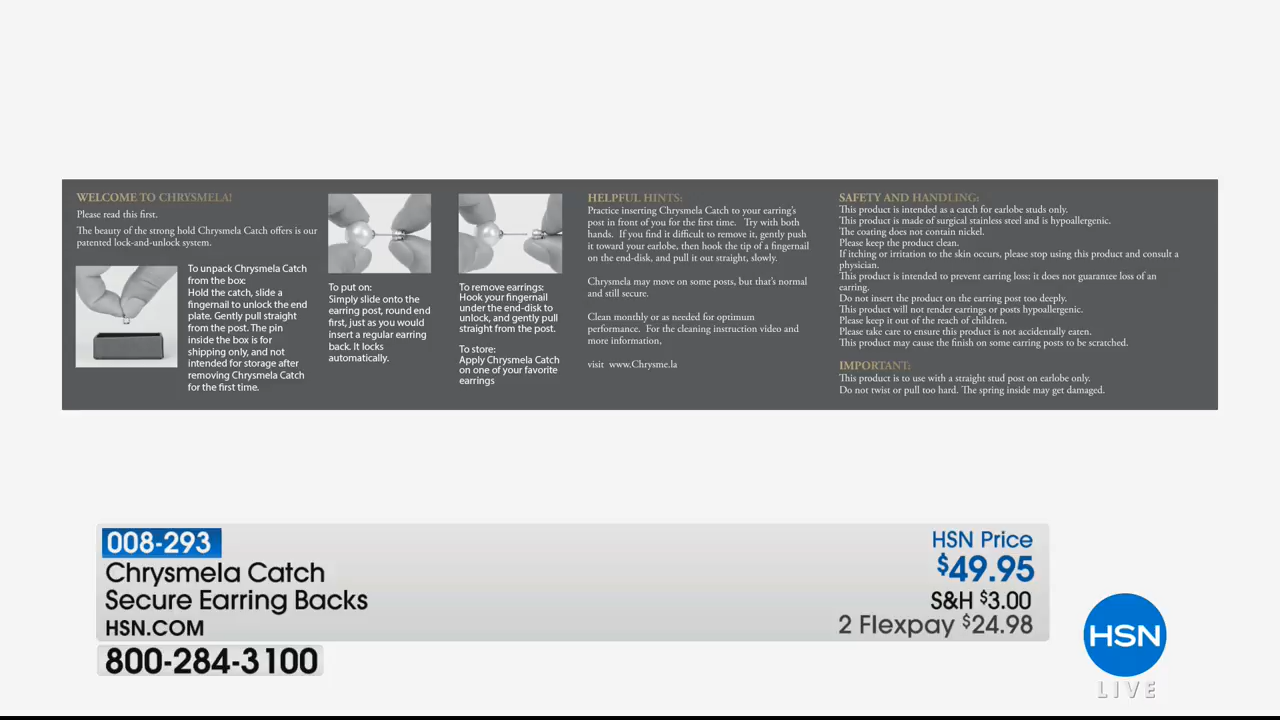 WELCOME TO CHRYSMELA!
Please read this first.
The beauty of the strong hold Chrysmela Catch offers is our
patented lock-and-unlock system.
To unpack Chrysmela Catch
from the box:
Hold the catch, slide a
fingernail to unlock the end
plate. Gently pull straight
from the post. The pin
inside the box is for
shipping only, and not
intended for storage after
removing Chrysmela Catch
for the first time.
To put on:
Simply slide onto the
earring post, round end
first, just as you would
insert a regular earring
back. It locks
automatically.
To remove earrings:
Hook your fingernail
under the end-disk to
unlock, and gently pull
straight from the post.
To store:
Apply Chrysmela Catch
on one of your favorite
earrings
HELPFUL HINTS:
Practice inserting Chrysmela Catch to your earring's
post in front of you for the first time. Try with both
hands. If you find it difficult to remove it, gently push
it toward your earlobe, then hook the tip of a fingernail
on the end-disk, and pull it out straight, slowly.
Chrysmela may move on some posts, but that's normal
and still secure.
Clean monthly or as needed for optimum
performance. For the cleaning instruction video and
more information,
visit www.Chrysme.la
SAFETY AND HANDLING:
This product is intended as a catch for earlobe studs only.
This product is made of surgical stainless steel and is hypoallergenic.
The coating does not contain nickel.
Please keep the product clean.
If itching or irritation to the skin occurs, please stop using this product and consult a
physician.
This product is intended to prevent earring loss; it does not guarantee loss of an
earring.
Do not insert the product on the earring post too deeply.
This product will not render earrings or posts hypoallergenic.
Please keep it out of the reach of children.
Please take care to ensure this product is not accidentally eaten.
This product may cause the finish on some earring posts to be scratched.
IMPORTANT:
This product is to use with a straight stud post on earlobe only.
Do not twist or pull too hard. The spring inside may get damaged.
008-293
Chrysmela Catch
Secure Earring Backs
HSN.COM
800-284-3100
HSN Price
$49.95
S&H $3.00
2 Flexpay $24.98
HSN
LIVE